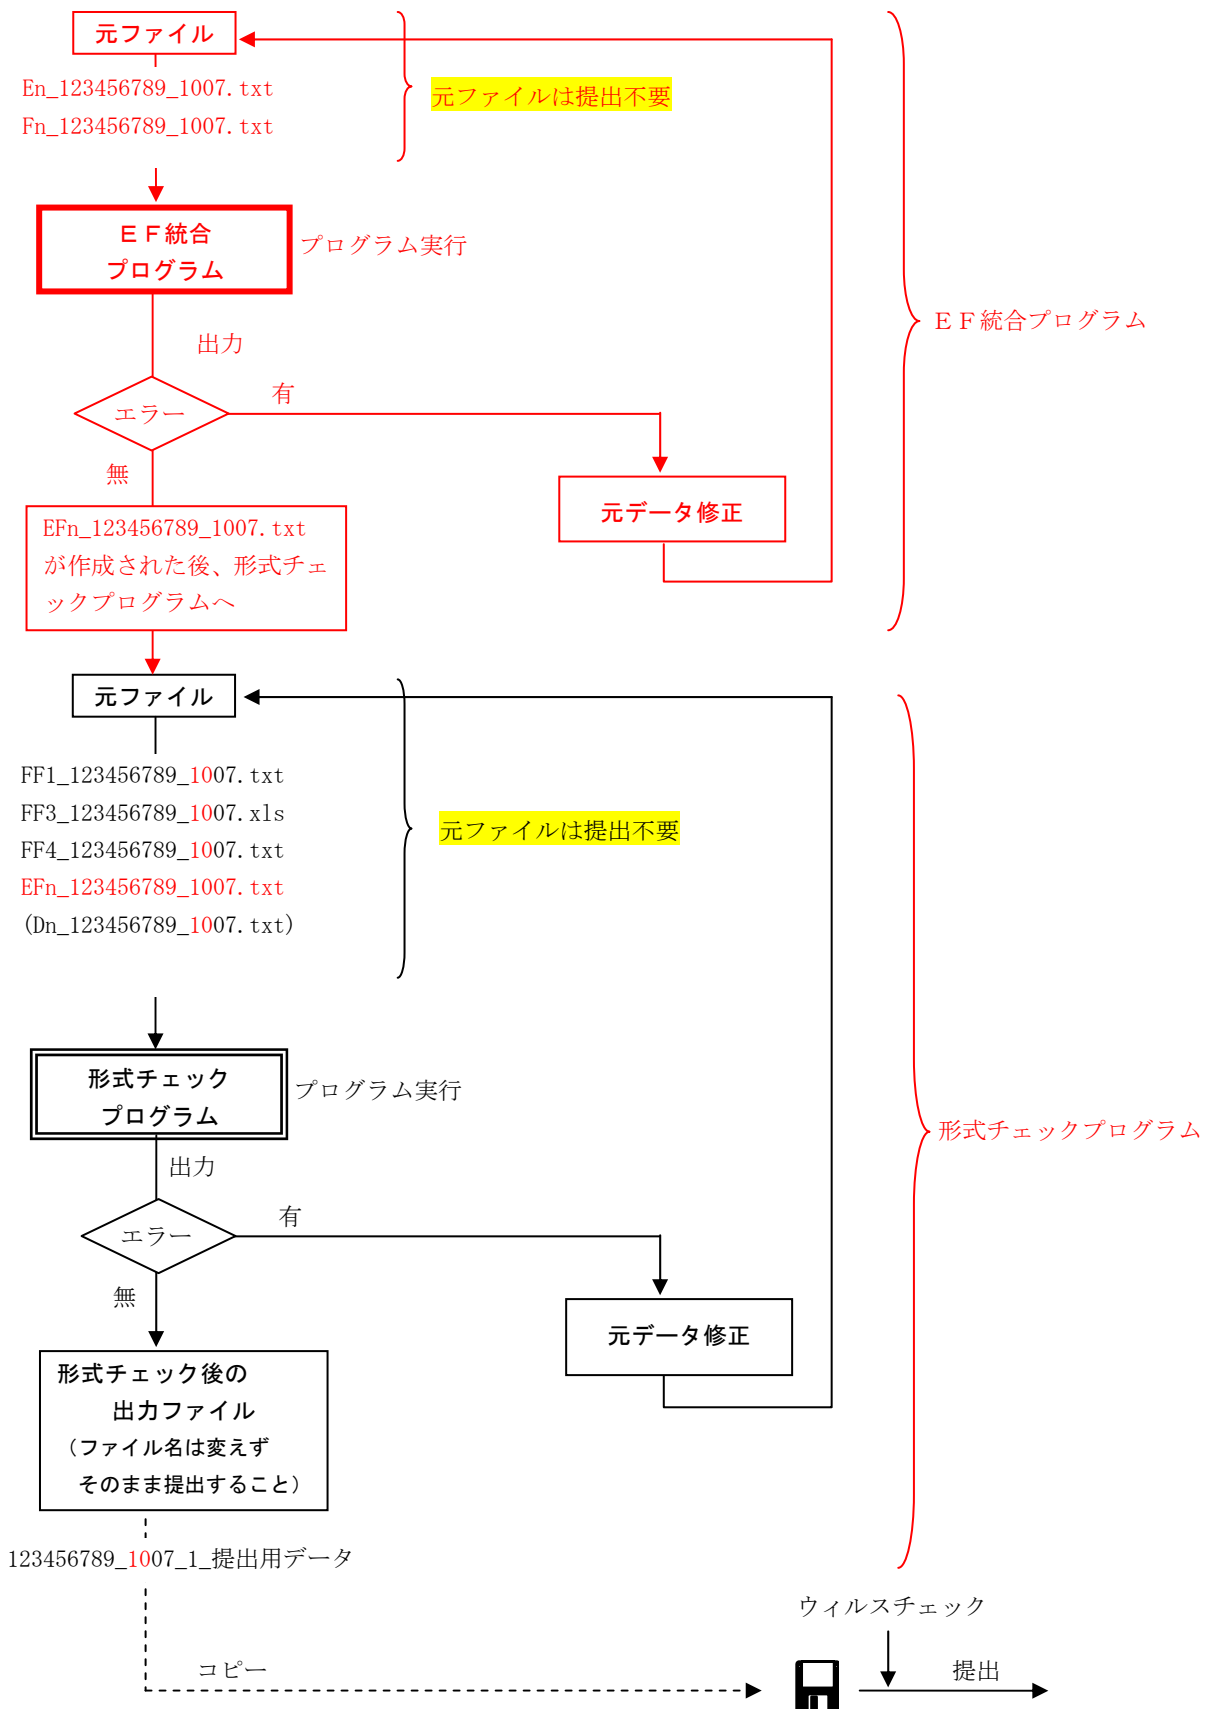 元ファイル
En_123456789_1007.txt
Fn_123456789_1007.txt
元ファイルは提出不要
ＥＦ統合
プログラム
プログラム実行
ＥＦ統合プログラム
出力
エラー
有
無
元データ修正
EFn_123456789_1007.txt
が作成された後、形式チェ
ックプログラムへ
元ファイル
FF1_123456789_1007.txt
FF3_123456789_1007.xls
FF4_123456789_1007.txt
EFn_123456789_1007.txt
(Dn_123456789_1007.txt)
元ファイルは提出不要
形式チェック
プログラム
プログラム実行
形式チェックプログラム
出力
エラー
有
無
元データ修正
形式チェック後の
出力ファイル
（ファイル名は変えず
そのまま提出すること）
123456789_1007_1_提出用データ
ウィルスチェック
コピー
提出